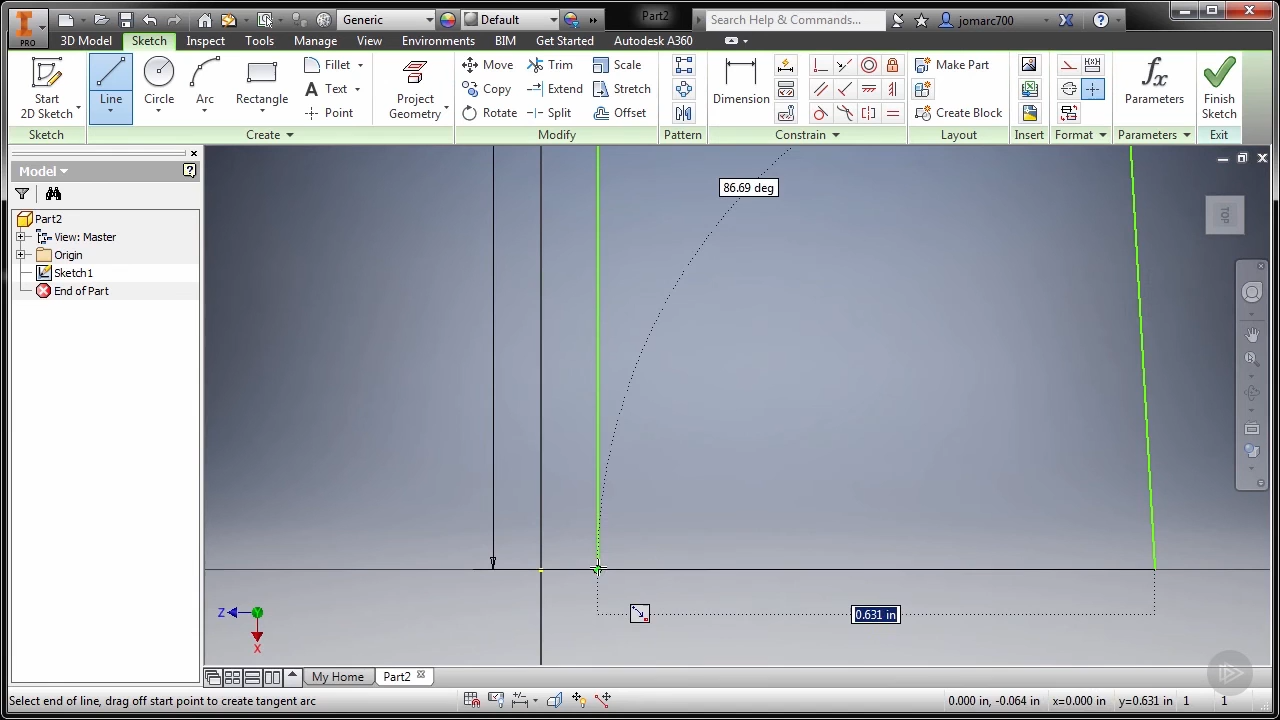 PRO
Generic
Default
Part2
Search Help & Commands...
jomarc700
3D Model Sketch Inspect Tools Manage View Environments BIM Get Started Autodesk A360
Start
2D Sketch
Line
Circle
Arc
Rectangle
Fillet
Text
Point
Project
Geometry
Move
Copy
Rotate
Trim
Extend
Split
Scale
Stretch
Offset
Dimension
Make Part
Create Block
fx
Parameters
Finish
Sketch
Sketch Create Modify Pattern Constrain Layout Insert Format Parameters Exit
Model
Part2
View: Master
Origin
Sketch1
End of Part
86.69 deg
TOP
0.631 in
Z Y
X
My Home Part2
Select end of line, drag off start point to create tangent arc
0.000 in, -0.064 in x=0.000 in y=0.631 in 1 1